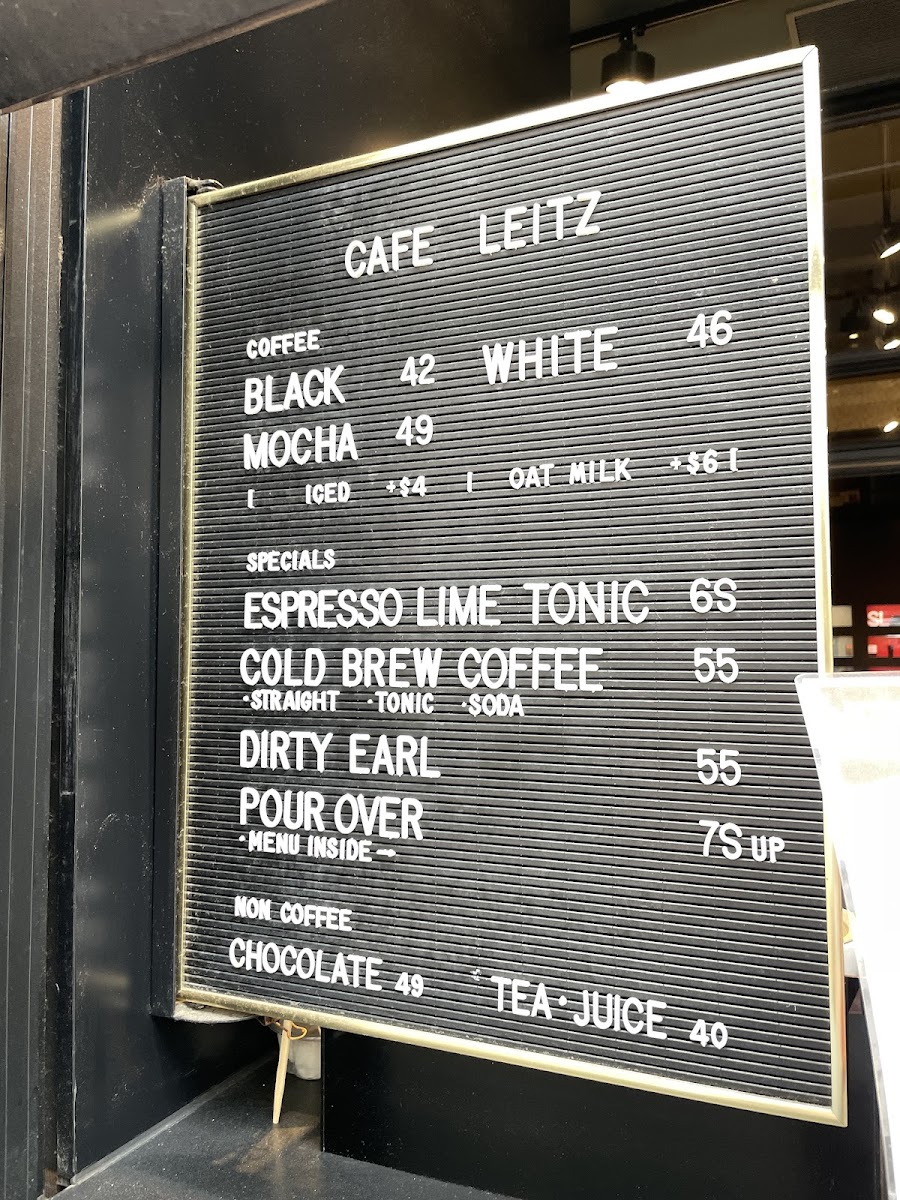 CAFE LEITZ
COFFEE
BLACK 42 WHITE 46
MOCHA 49
[ ICED +$4 | OAT MILK +$6 [
SPECIALS
ESPRESSO LIME TONIC 6S
COLD BREW COFFEE 55
·STRAIGHT ·TONIC ·SODA
DIRTY EARL 55
POUR OVER 7S UP
·MENU INSIDE→
NON COFFEE
CHOCOLATE 49 TEA·JUICE 40